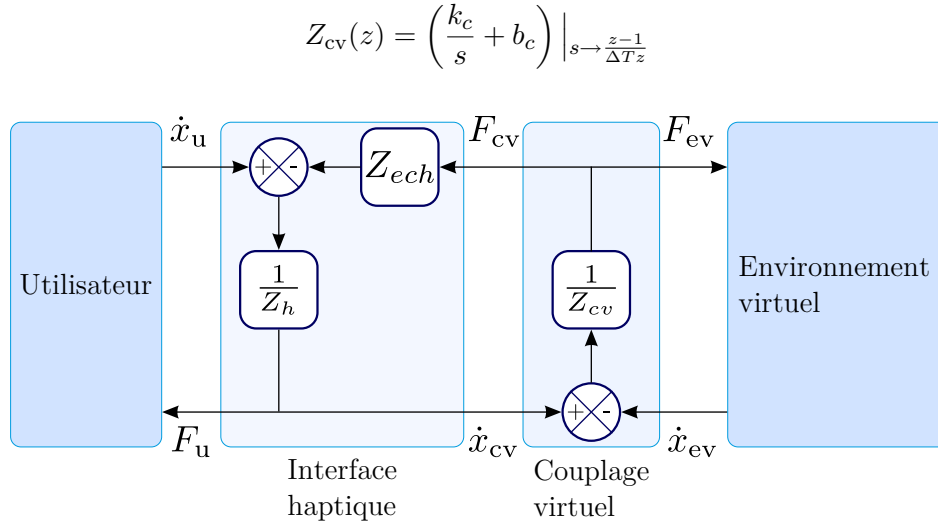 Z_cv(z) = (k_c/s + b_c) |_{s→(z−1)/(ΔTz)}
ẋ_u
F_cv
F_ev
+ -
Z_ech
Utilisateur
1/Z_h
1/Z_cv
Environnement
virtuel
+ -
F_u
ẋ_cv
ẋ_ev
Interface
haptique
Couplage
virtuel